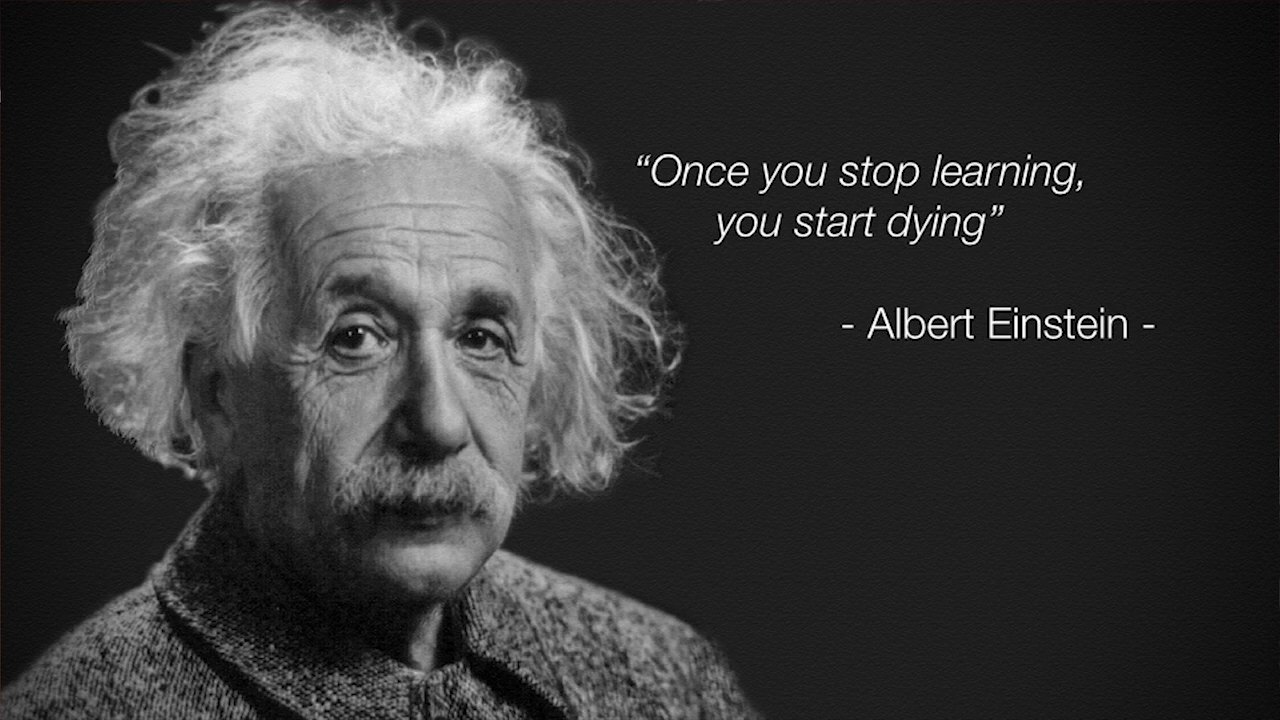 “Once you stop learning,
you start dying”
- Albert Einstein -